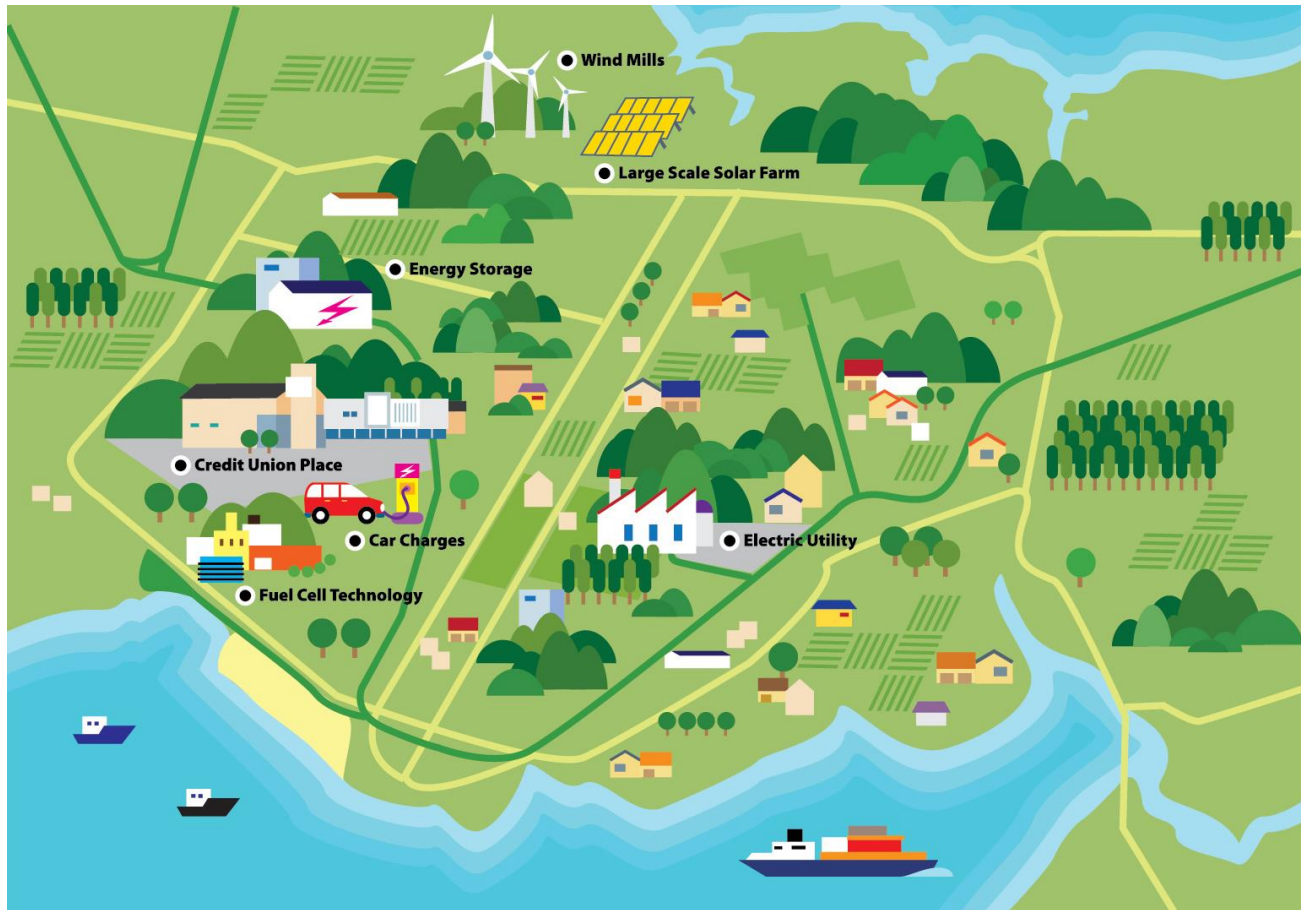 Wind Mills
Large Scale Solar Farm
Energy Storage
Credit Union Place
Car Charges
Electric Utility
Fuel Cell Technology